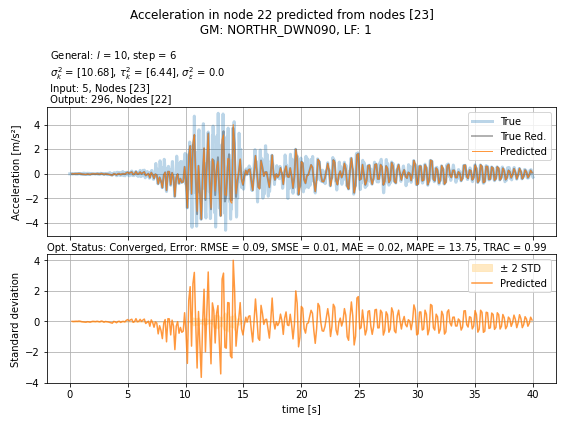 Acceleration in node 22 predicted from nodes [23]
GM: NORTHR_DWN090, LF: 1
General: l = 10, step = 6
σ²ₖ = [10.68], τ²ₖ = [6.44], σ²ε = 0.0
Input: 5, Nodes [23]
Output: 296, Nodes [22]
Acceleration [m/s²]
4
2
0
−2
−4
True
True Red.
Predicted
Opt. Status: Converged, Error: RMSE = 0.09, SMSE = 0.01, MAE = 0.02, MAPE = 13.75, TRAC = 0.99
Standard deviation
4
2
0
−2
−4
± 2 STD
Predicted
0 5 10 15 20 25 30 35 40
time [s]